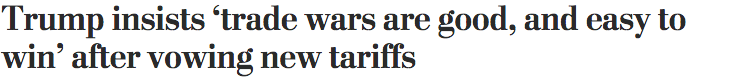 Trump insists ‘trade wars are good, and easy to
win’ after vowing new tariffs